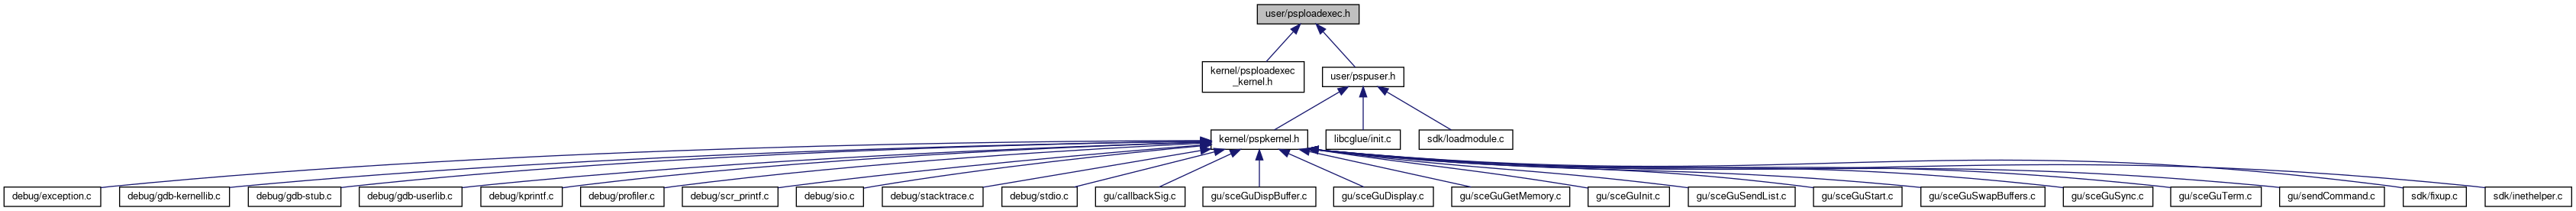 user/psploadexec.h
kernel/psploadexec
_kernel.h
user/pspuser.h
kernel/pspkernel.h
libcglue/init.c
sdk/loadmodule.c
debug/exception.c
debug/gdb-kernellib.c
debug/gdb-stub.c
debug/gdb-userlib.c
debug/kprintf.c
debug/profiler.c
debug/scr_printf.c
debug/sio.c
debug/stacktrace.c
debug/stdio.c
gu/callbackSig.c
gu/sceGuDispBuffer.c
gu/sceGuDisplay.c
gu/sceGuGetMemory.c
gu/sceGuInit.c
gu/sceGuSendList.c
gu/sceGuStart.c
gu/sceGuSwapBuffers.c
gu/sceGuSync.c
gu/sceGuTerm.c
gu/sendCommand.c
sdk/fixup.c
sdk/inethelper.c